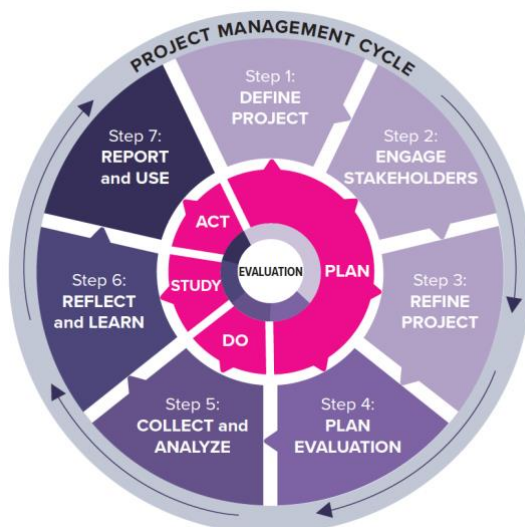 PROJECT MANAGEMENT CYCLE
Step 1:
DEFINE
PROJECT
Step 2:
ENGAGE
STAKEHOLDERS
Step 3:
REFINE
PROJECT
Step 4:
PLAN
EVALUATION
Step 5:
COLLECT and
ANALYZE
Step 6:
REFLECT
and LEARN
Step 7:
REPORT
and USE
ACT
PLAN
STUDY
DO
EVALUATION